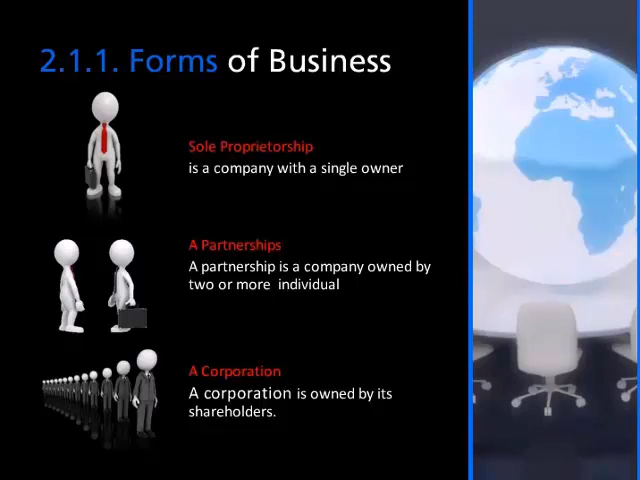 2.1.1. Forms of Business
Sole Proprietorship
is a company with a single owner
A Partnerships
A partnership is a company owned by
two or more individual
A Corporation
A corporation is owned by its
shareholders.